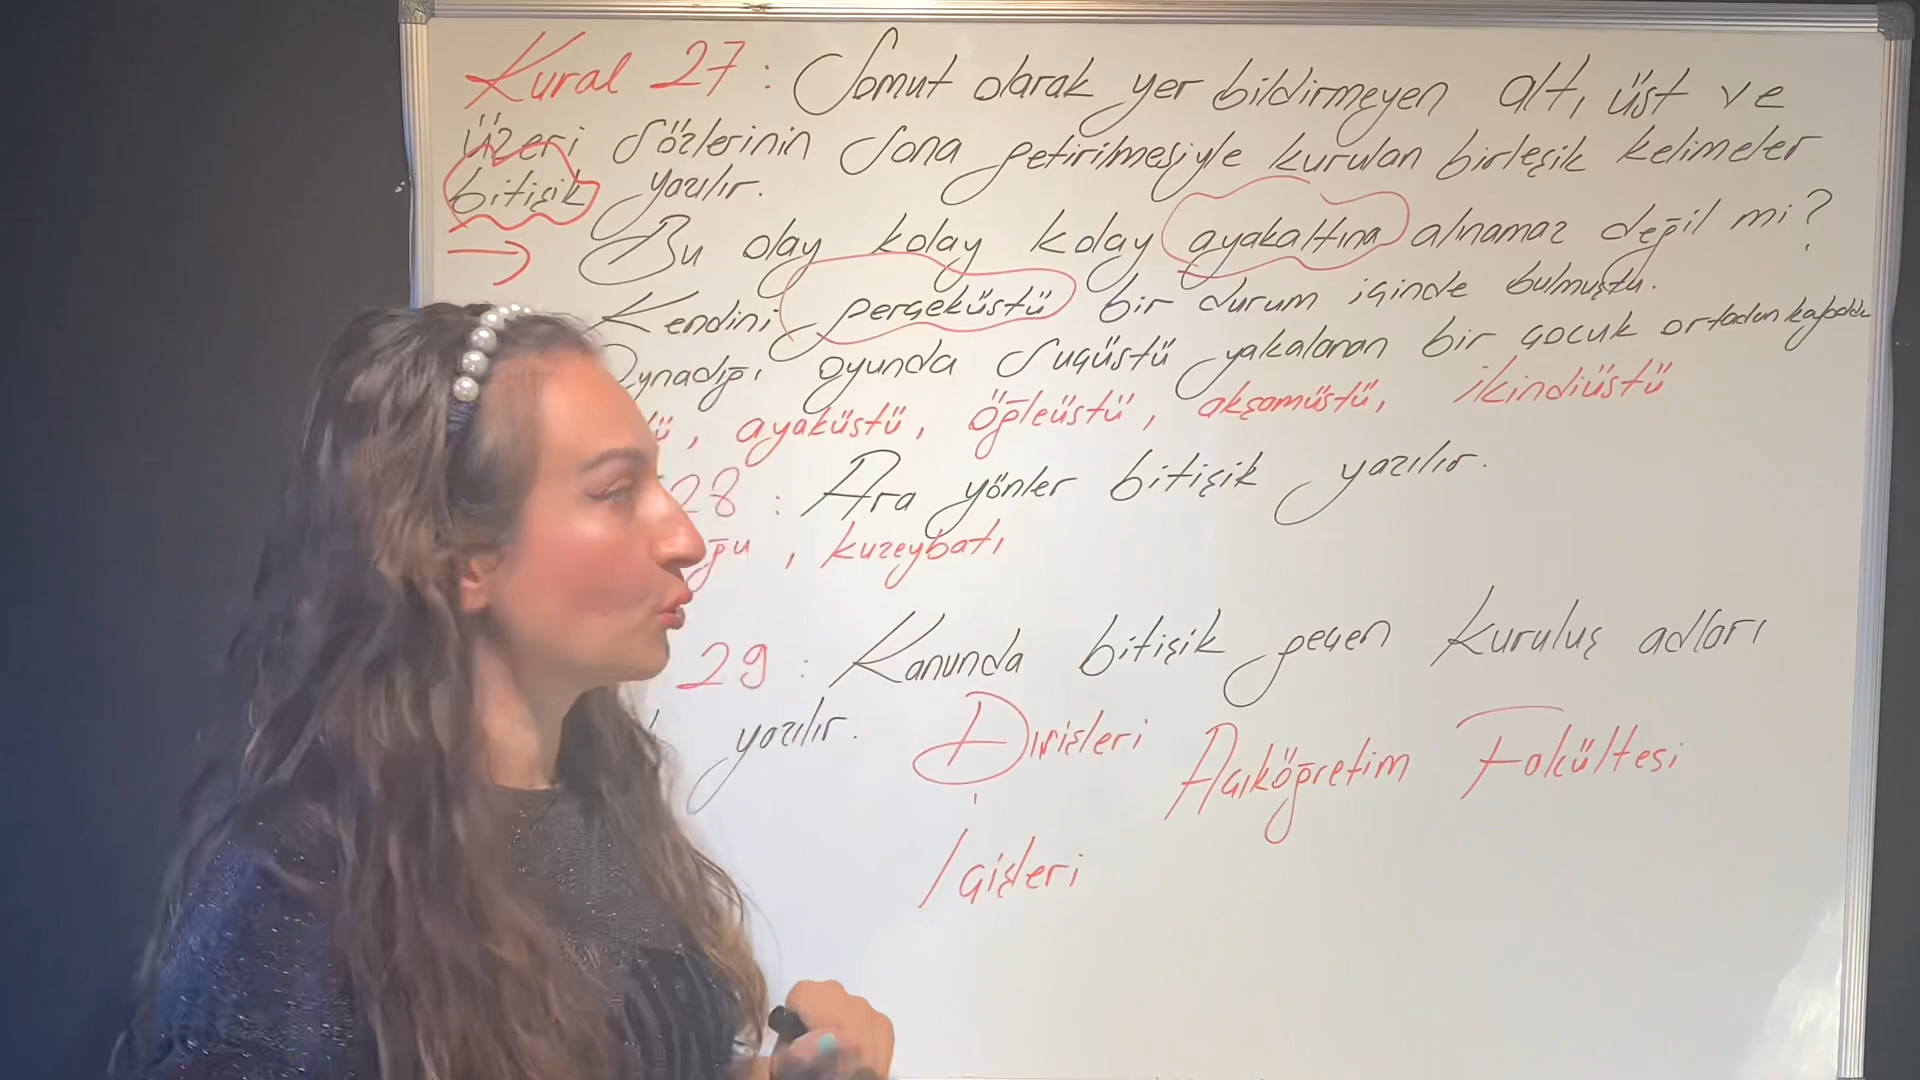 Kural 27 : Somut olarak yer bildirmeyen alt, üst ve
üzeri sözlerinin sona getirilmesiyle kurulan birleşik kelimeler
bitişik yazılır.
→ Bu olay kolay kolay ayakaltına alınamaz değil mi?
Kendini gerçeküstü bir durum içinde bulmuştu.
Oynadığı oyunda suçüstü yakalanan bir çocuk ortadan kayboldu
ü, ayaküstü, öğleüstü, akşamüstü, ikindiüstü
28 : Ara yönler bitişik yazılır.
ğu, kuzeybatı
29 : Kanunda bitişik geçen kuruluş adları
yazılır. Dışişleri Açıköğretim Fakültesi
İçişleri